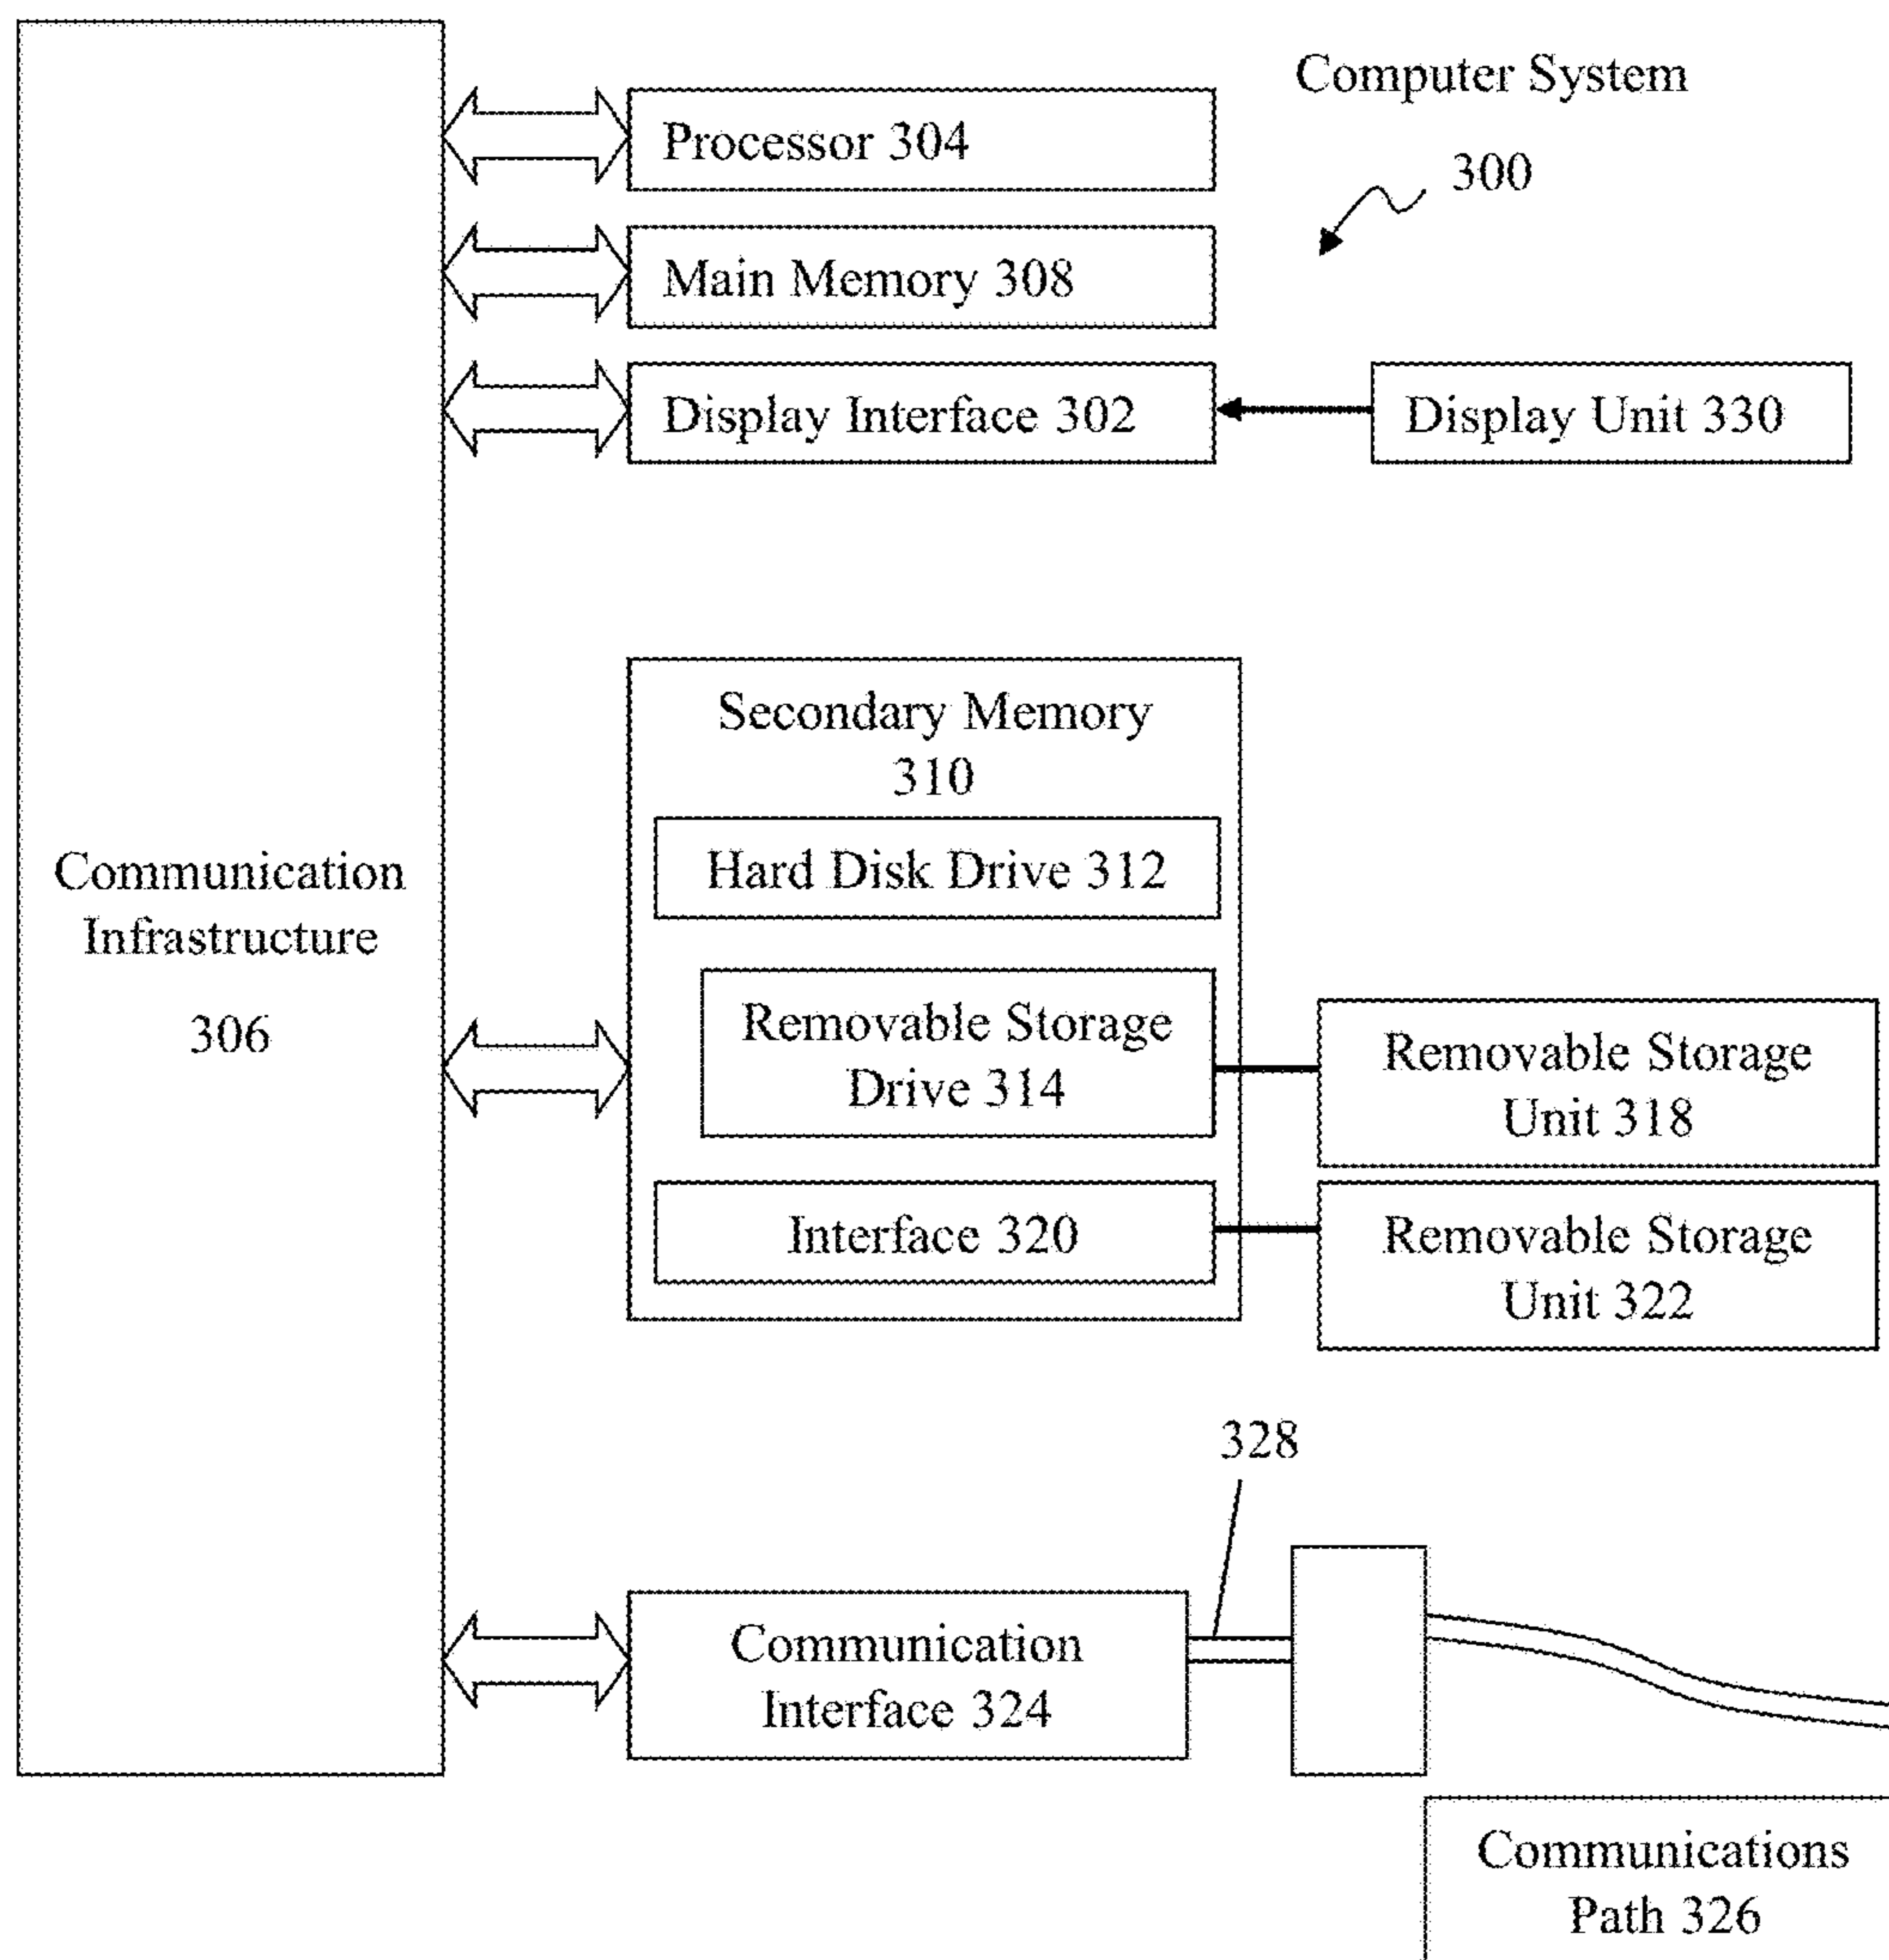 Computer System
300
Processor 304
Main Memory 308
Display Interface 302
Display Unit 330
Communication
Infrastructure
306
Secondary Memory
310
Hard Disk Drive 312
Removable Storage
Drive 314
Removable Storage
Unit 318
Interface 320
Removable Storage
Unit 322
328
Communication
Interface 324
Communications
Path 326